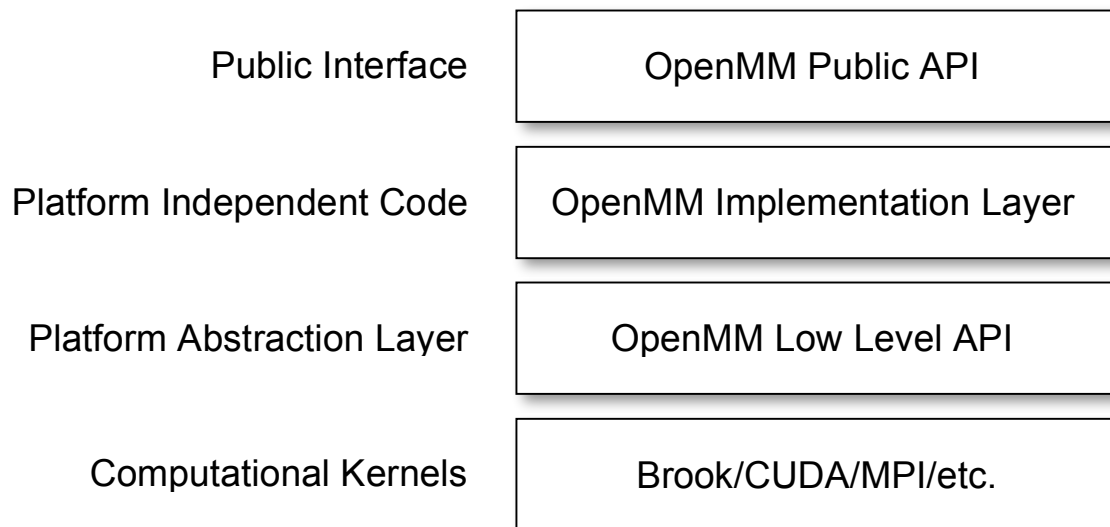 Public Interface
OpenMM Public API
Platform Independent Code
OpenMM Implementation Layer
Platform Abstraction Layer
OpenMM Low Level API
Computational Kernels
Brook/CUDA/MPI/etc.